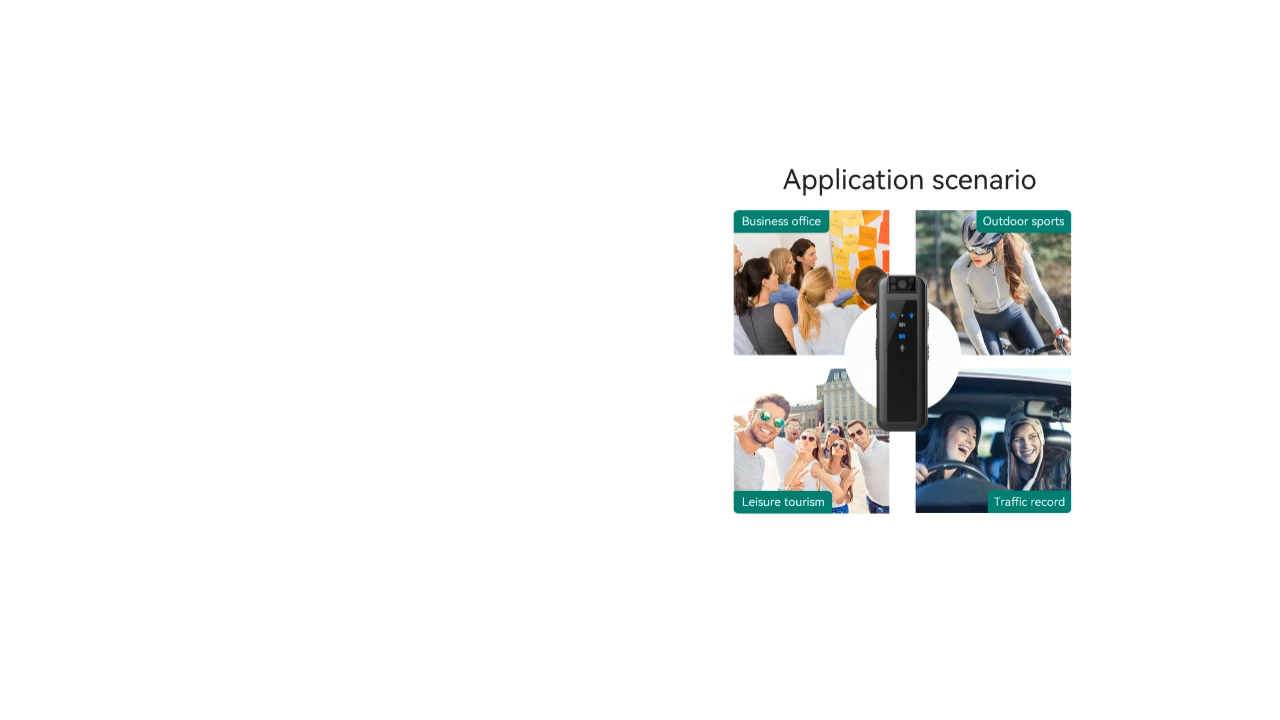 Application scenario
Business office
Outdoor sports
Leisure tourism
Traffic record